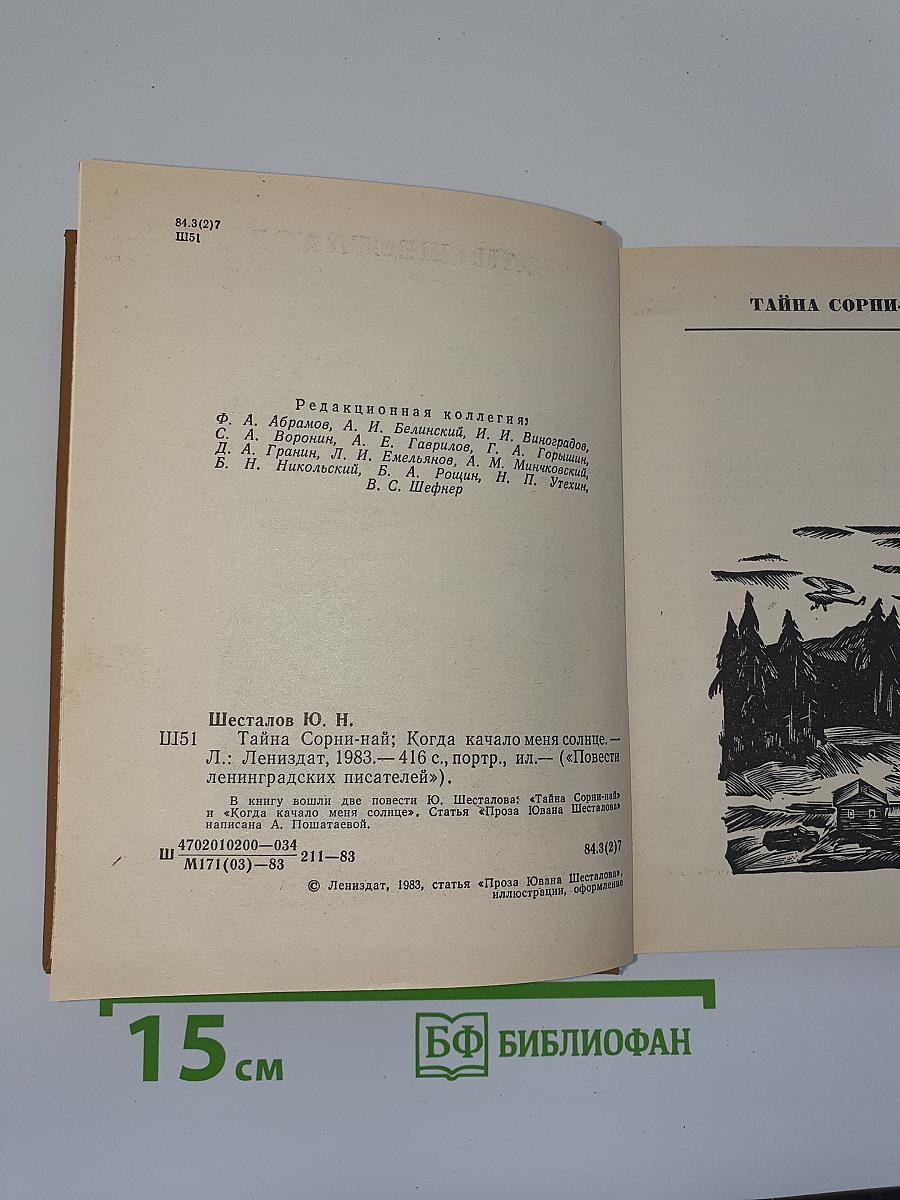 84.3(2)7
Ш51
Редакционная коллегия:
Ф. А. Абрамов, А. И. Белинский, И. И. Виноградов,
С. А. Воронин, А. Е. Гаврилов, Г. А. Горышин,
Д. А. Гранин, Л. И. Емельянов, А. М. Минчковский,
Б. Н. Никольский, Б. А. Рощин, Н. П. Утехин,
В. С. Шефнер
Шесталов Ю. Н.
Ш51 Тайна Сорни-най; Когда качало меня солнце.—
Л.: Лениздат, 1983.— 416 с., портр., ил.— («Повести
ленинградских писателей»).
В книгу вошли две повести Ю. Шесталова: «Тайна Сорни-най»
и «Когда качало меня солнце». Статья «Проза Ювана Шесталова»
написана А. Пошатаевой.
Ш 4702010200—034
М171(03)—83 211—83
84.3(2)7
© Лениздат, 1983, статья «Проза Ювана Шесталова»,
иллюстрации, оформление
ТАЙНА СОРНИ-
15 см
БФ БИБЛИОФАН